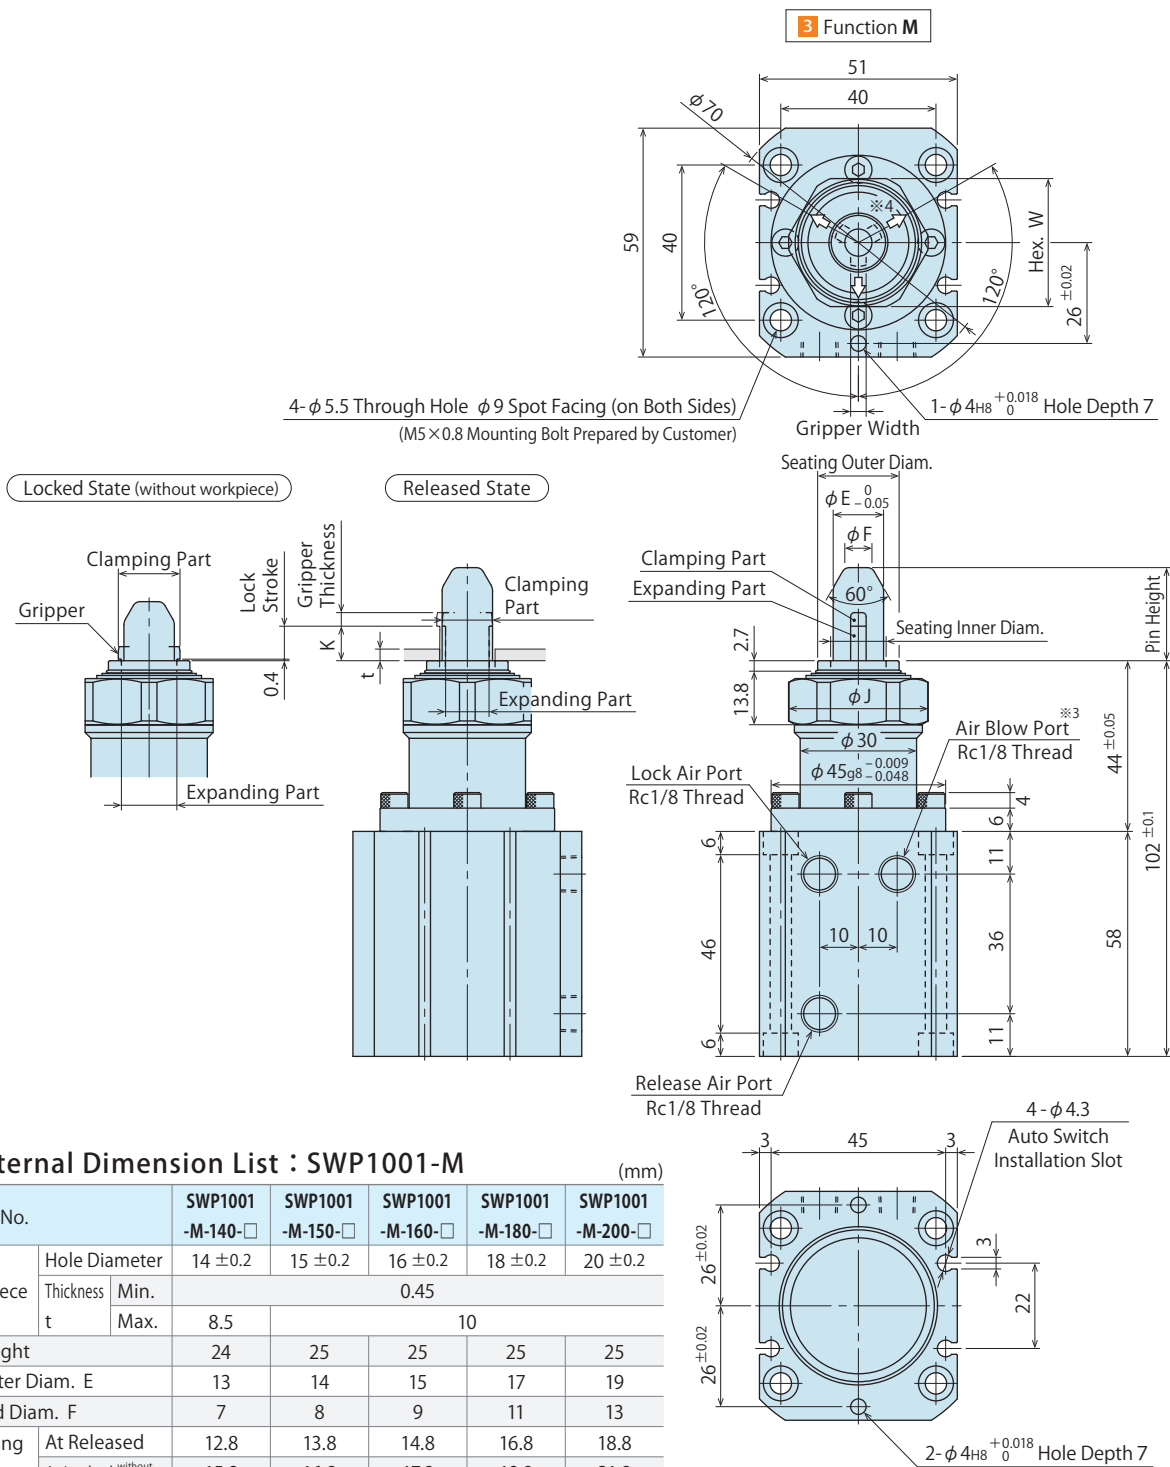 3 Function M
51
40
φ70
59
40
※4
Hex. W
26 ±0.02
120°
120°
4-φ5.5 Through Hole φ9 Spot Facing (on Both Sides)
(M5×0.8 Mounting Bolt Prepared by Customer)
Gripper Width
1-φ4H8 +0.018 0 Hole Depth 7
Locked State (without workpiece)
Clamping Part
Gripper
Lock Stroke
0.4
Expanding Part
Released State
Gripper Thickness
K
t
Clamping
Part
Expanding Part
Seating Outer Diam.
φE 0 -0.05
φF
Clamping Part
Expanding Part
60°
Seating Inner Diam.
Pin Height
2.7
13.8
φJ
φ30
φ45g8 -0.009 -0.048
Air Blow Port ※3
Rc1/8 Thread
Lock Air Port
Rc1/8 Thread
44 ±0.05
102 ±0.1
4
6
6
11
46
10 10
36
58
6
11
Release Air Port
Rc1/8 Thread
4-φ4.3
Auto Switch
Installation Slot
3 45 3
26±0.02
26±0.02
3
22
2-φ4H8 +0.018 0 Hole Depth 7
ternal Dimension List : SWP1001-M (mm)
No. SWP1001 -M-140-□ SWP1001 -M-150-□ SWP1001 -M-160-□ SWP1001 -M-180-□ SWP1001 -M-200-□
Hole Diameter 14 ±0.2 15 ±0.2 16 ±0.2 18 ±0.2 20 ±0.2
iece Thickness Min. 0.45
t Max. 8.5 10
ght 24 25 25 25 25
ter Diam. E 13 14 15 17 19
d Diam. F 7 8 9 11 13
ng At Released 12.8 13.8 14.8 16.8 18.8
without